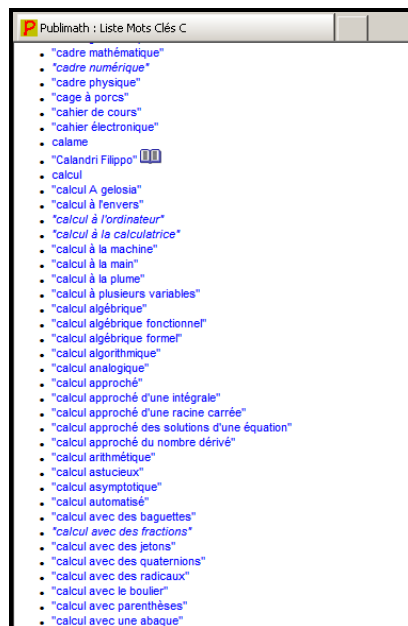 Publimath : Liste Mots Clés C
"cadre mathématique"
"cadre numérique"
"cadre physique"
"cage à porcs"
"cahier de cours"
"cahier électronique"
calame
"Calandri Filippo"
calcul
"calcul A gelosia"
"calcul à l'envers"
"calcul à l'ordinateur"
"calcul à la calculatrice"
"calcul à la machine"
"calcul à la main"
"calcul à la plume"
"calcul à plusieurs variables"
"calcul algébrique"
"calcul algébrique fonctionnel"
"calcul algébrique formel"
"calcul algorithmique"
"calcul analogique"
"calcul approché"
"calcul approché d'une intégrale"
"calcul approché d'une racine carrée"
"calcul approché des solutions d'une équation"
"calcul approché du nombre dérivé"
"calcul arithmétique"
"calcul astucieux"
"calcul asymptotique"
"calcul automatisé"
"calcul avec des baguettes"
"calcul avec des fractions"
"calcul avec des jetons"
"calcul avec des quaternions"
"calcul avec des radicaux"
"calcul avec le boulier"
"calcul avec parenthèses"
"calcul avec une abaque"